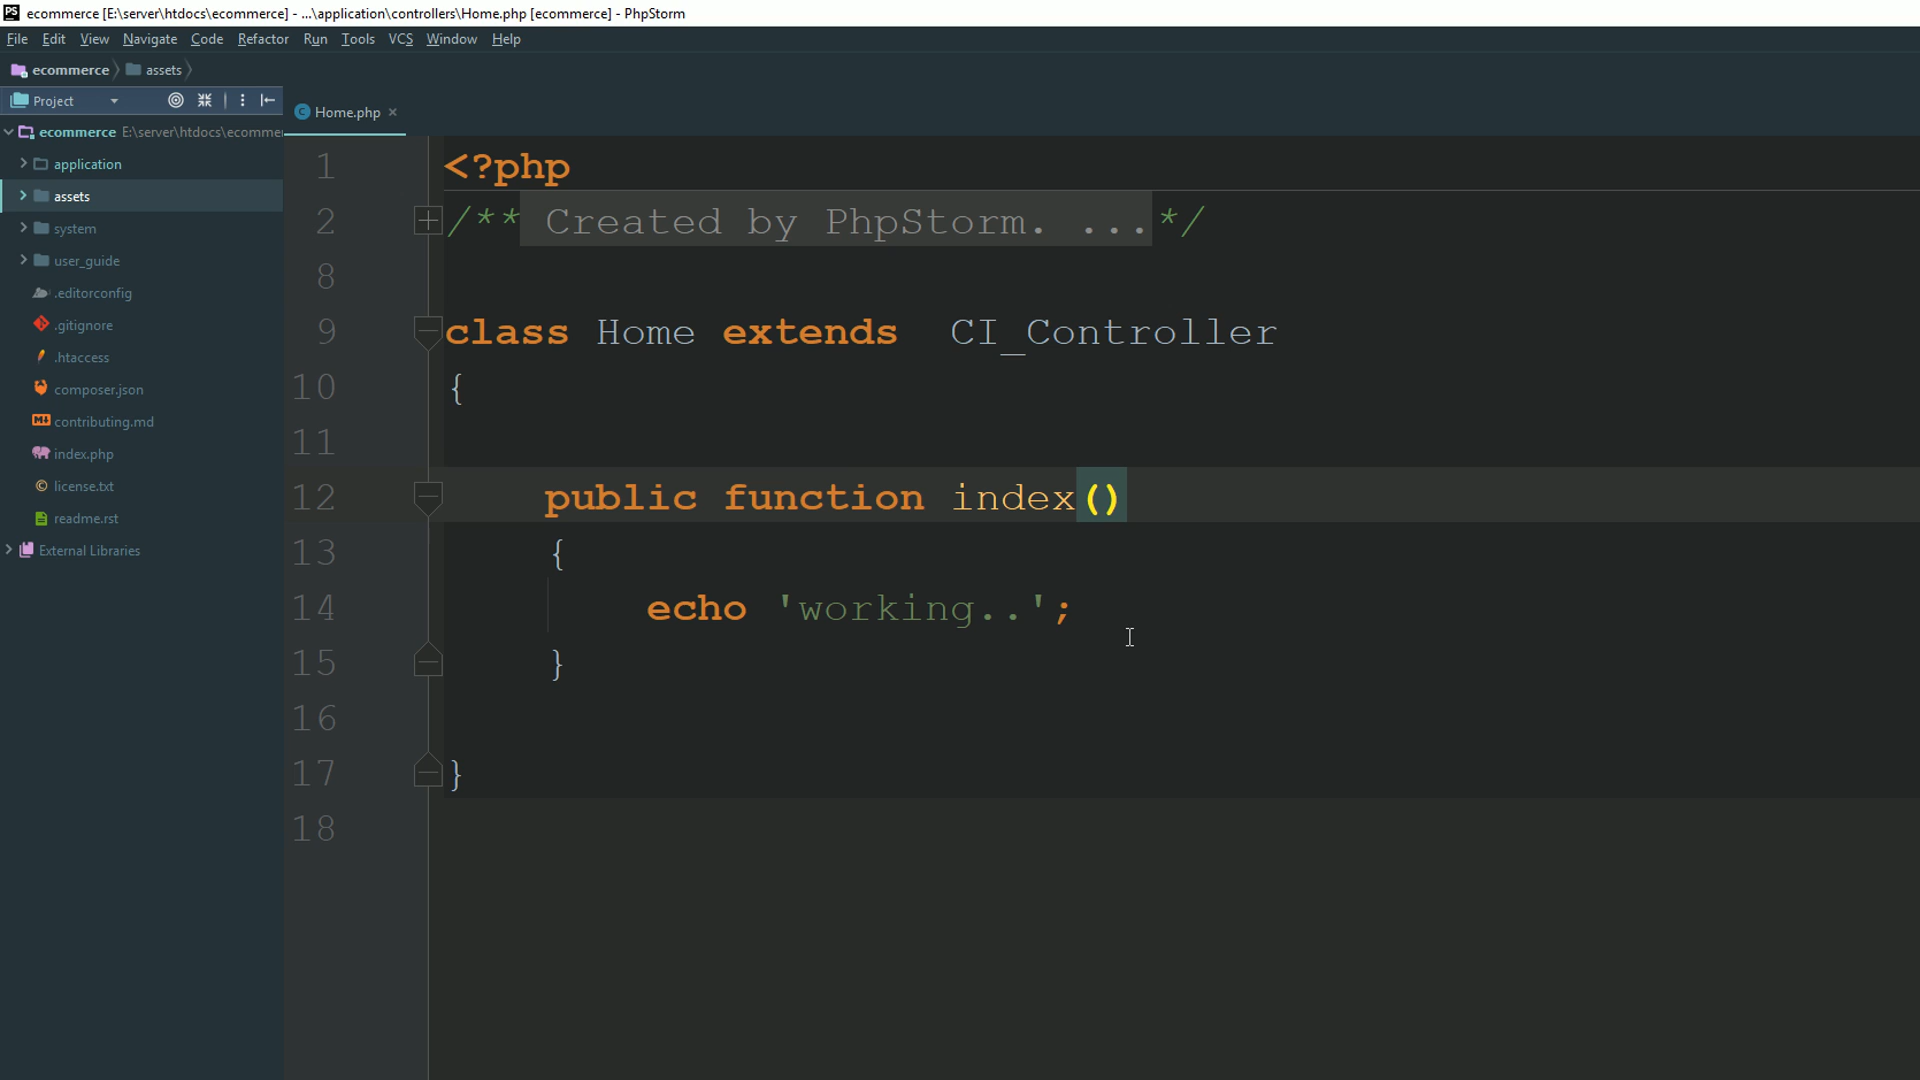 PS ecommerce [E:\server\htdocs\ecommerce] - ...\application\controllers\Home.php [ecommerce] - PhpStorm
File Edit View Navigate Code Refactor Run Tools VCS Window Help
ecommerce assets
Project
Home.php
ecommerce E:\server\htdocs\ecomme
application
assets
system
user_guide
.editorconfig
.gitignore
.htaccess
composer.json
contributing.md
index.php
license.txt
readme.rst
External Libraries
1 <?php
2 /** Created by PhpStorm. ...*/
8
9 class Home extends  CI_Controller
10 {
11
12 public function index()
13 {
14 echo 'working..';
15 }
16
17 }
18